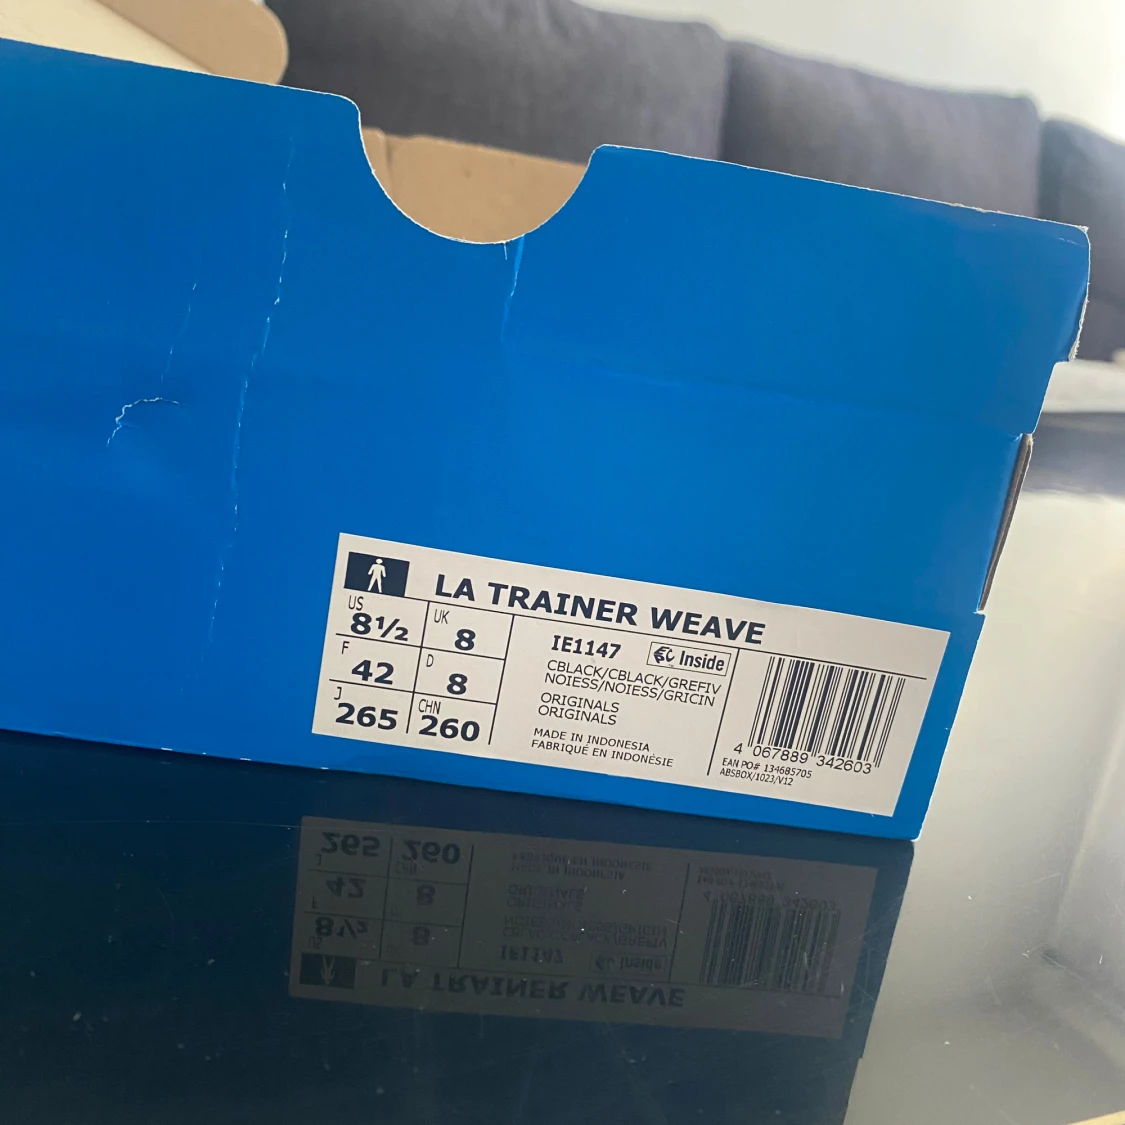 LA TRAINER WEAVE
US
8½
UK
8
F
42
D
8
J
265
CHN
260
IE1147
Inside
CBLACK/CBLACK/GREFIV
NOIESS/NOIESS/GRICIN
ORIGINALS
ORIGINALS
MADE IN INDONESIA
FABRIQUÉ EN INDONÉSIE
4 067889 342603
EAN PO# 134685705
ABSBOX/1023/V12